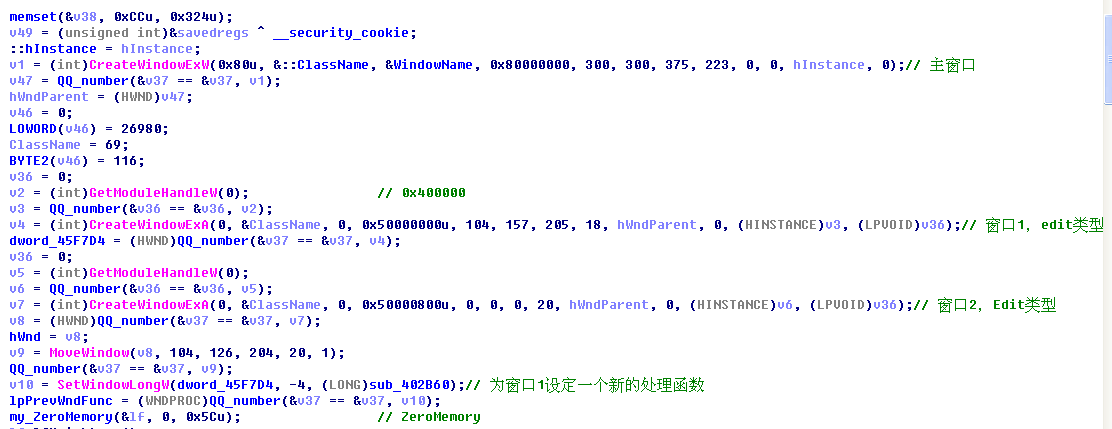 memset(&v38, 0xCCu, 0x324u);
v49 = (unsigned int)&savedregs ^ __security_cookie;
::hInstance = hInstance;
v1 = (int)CreateWindowExW(0x80u, &::ClassName, &WindowName, 0x80000000, 300, 300, 375, 223, 0, 0, hInstance, 0);// 主窗口
v47 = QQ_number(&v37 == &v37, v1);
hWndParent = (HWND)v47;
v46 = 0;
LOWORD(v46) = 26980;
ClassName = 69;
BYTE2(v46) = 116;
v36 = 0;
v2 = (int)GetModuleHandleW(0); // 0x400000
v3 = QQ_number(&v36 == &v36, v2);
v4 = (int)CreateWindowExA(0, &ClassName, 0, 0x50000000u, 104, 157, 205, 18, hWndParent, 0, (HINSTANCE)v3, (LPVOID)v36);// 窗口1，edit类型
dword_45F7D4 = (HWND)QQ_number(&v37 == &v37, v4);
v36 = 0;
v5 = (int)GetModuleHandleW(0);
v6 = QQ_number(&v36 == &v36, v5);
v7 = (int)CreateWindowExA(0, &ClassName, 0, 0x50000800u, 0, 0, 0, 20, hWndParent, 0, (HINSTANCE)v6, (LPVOID)v36);// 窗口2，Edit类型
v8 = (HWND)QQ_number(&v37 == &v37, v7);
hWnd = v8;
v9 = MoveWindow(v8, 104, 126, 204, 20, 1);
QQ_number(&v37 == &v37, v9);
v10 = SetWindowLongW(dword_45F7D4, -4, (LONG)sub_402B60);// 为窗口1设定一个新的处理函数
lpPrevWndFunc = (WNDPROC)QQ_number(&v37 == &v37, v10);
my_ZeroMemory(&lf, 0, 0x5Cu); // ZeroMemory